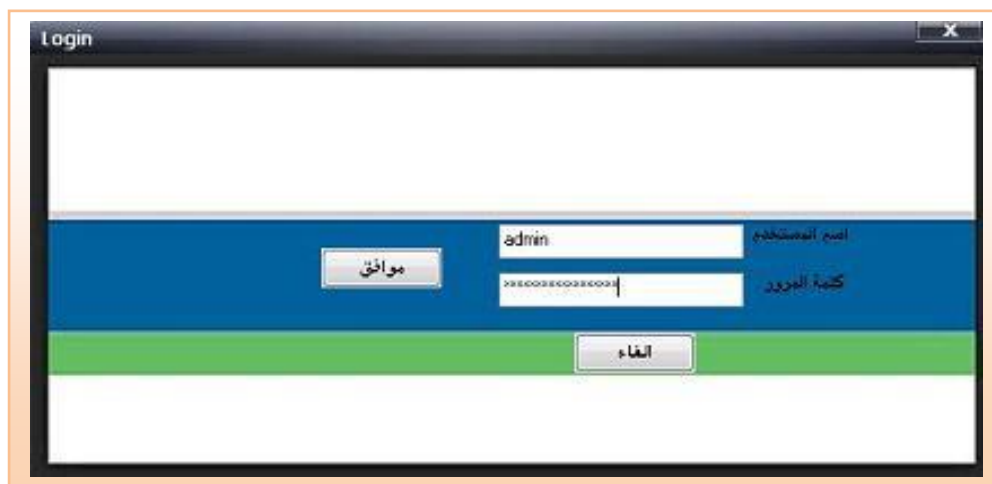 Login
X
اسم المستخدم
admin
موافق
كلمة المرور
الغاء